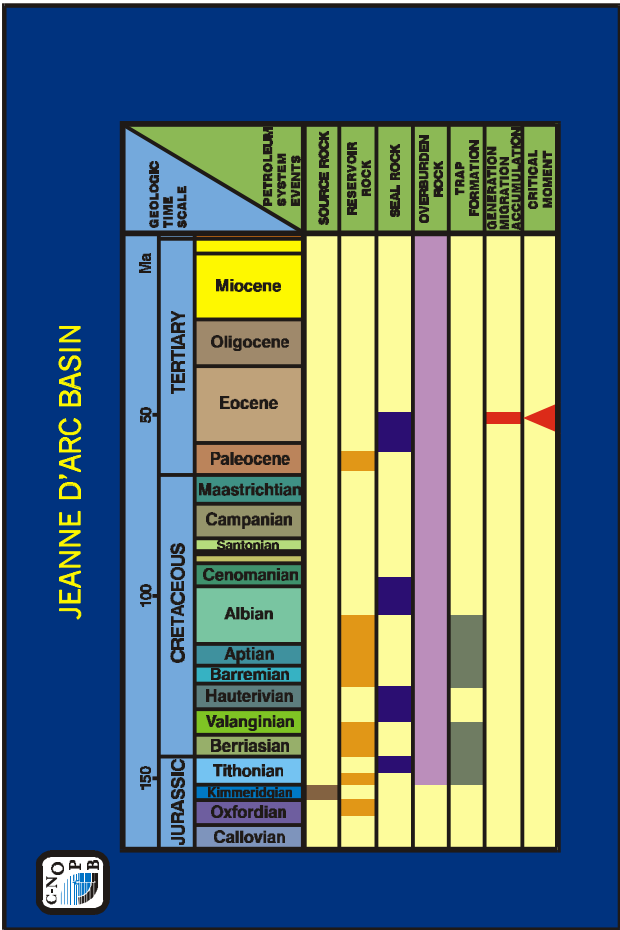 JEANNE D'ARC BASIN
GEOLOGIC
TIME
SCALE
PETROLEUM
SYSTEM
EVENTS
SOURCE ROCK
RESERVOIR
ROCK
SEAL ROCK
OVERBURDEN
ROCK
TRAP
FORMATION
GENERATION
MIGRATION
ACCUMULATION
CRITICAL
MOMENT
Ma
50
100
150
TERTIARY
CRETACEOUS
JURASSIC
Miocene
Oligocene
Eocene
Paleocene
Maastrichtian
Campanian
Santonian
Cenomanian
Albian
Aptian
Barremian
Hauterivian
Valanginian
Berriasian
Tithonian
Kimmeridgian
Oxfordian
Callovian
C-NO
P
B